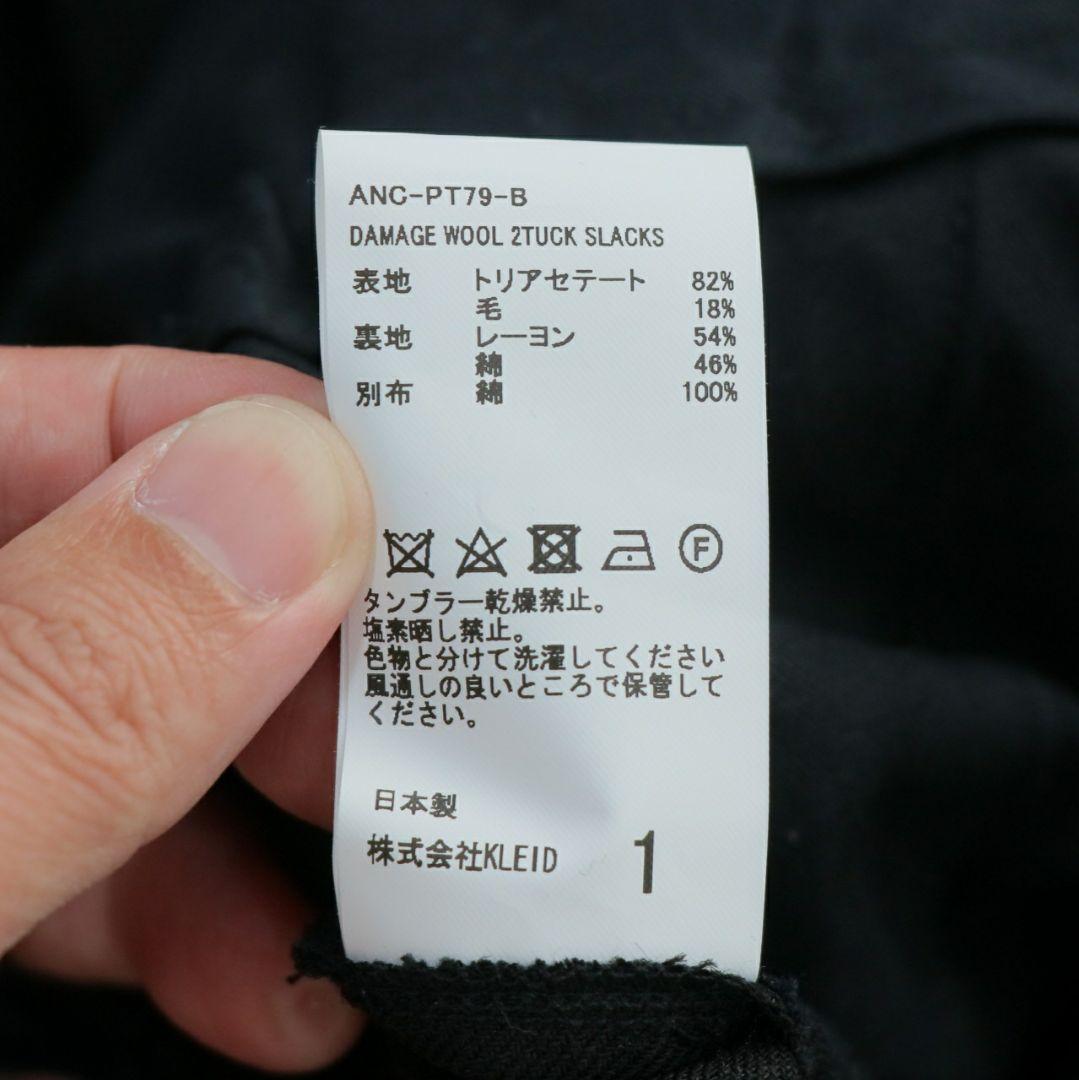 ANC-PT79-B
DAMAGE WOOL 2TUCK SLACKS
表地 トリアセテート 82%
毛 18%
裏地 レーヨン 54%
綿 46%
別布 綿 100%
F
タンブラー乾燥禁止。
塩素晒し禁止。
色物と分けて洗濯してください
風通しの良いところで保管して
ください。
日本製
株式会社KLEID 1